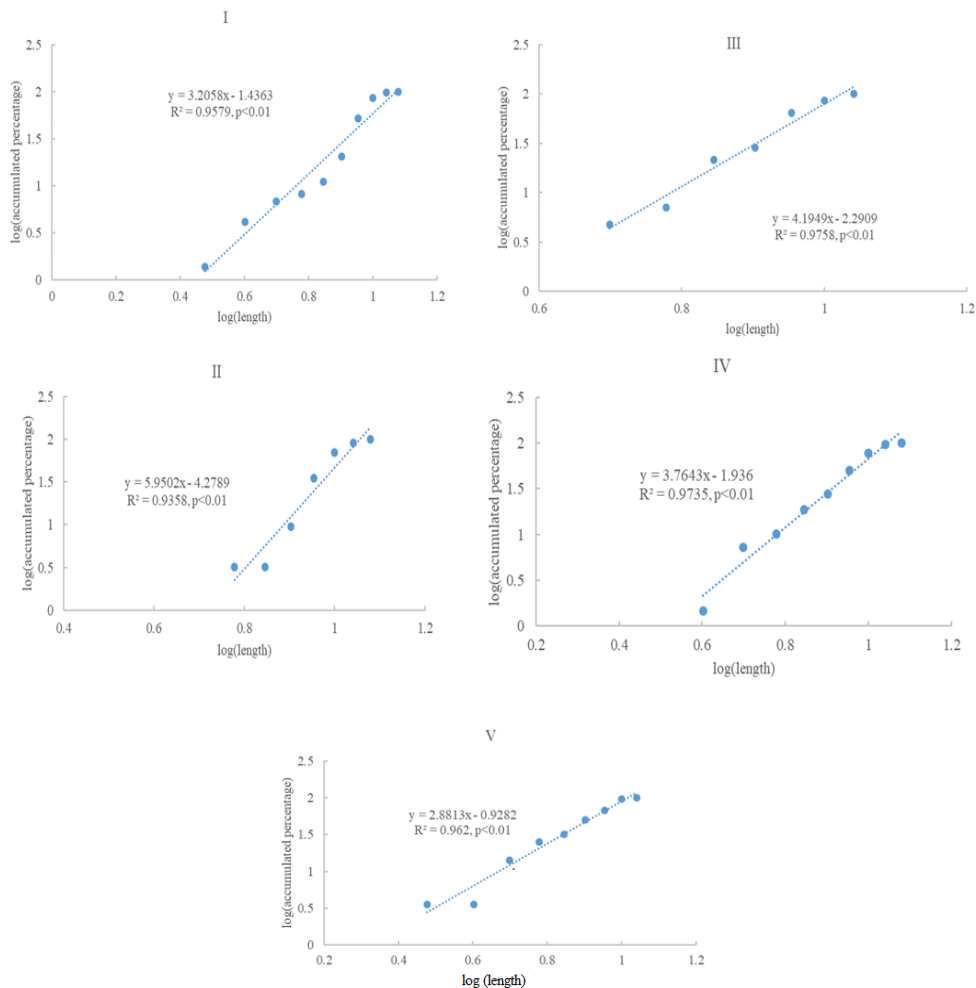 I
log(accumulated percentage)
2.5
2
1.5
1
0.5
0
y = 3.2058x - 1.4363
R² = 0.9579, p<0.01
0 0.2 0.4 0.6 0.8 1 1.2
log(length)
III
log(accumulated percentage)
2.5
2
1.5
1
0.5
0
y = 4.1949x - 2.2909
R² = 0.9758, p<0.01
0.6 0.8 1 1.2
log(length)
II
log(accumulated percentage)
2.5
2
1.5
1
0.5
0
y = 5.9502x - 4.2789
R² = 0.9358, p<0.01
0.4 0.6 0.8 1 1.2
log(length)
IV
log(accumulated percentage)
2.5
2
1.5
1
0.5
0
y = 3.7643x - 1.936
R² = 0.9735, p<0.01
0.2 0.4 0.6 0.8 1 1.2
log(length)
V
log(accumulated percentage)
2.5
2
1.5
1
0.5
0
y = 2.8813x - 0.9282
R² = 0.962, p<0.01
0.2 0.4 0.6 0.8 1 1.2
log (length)